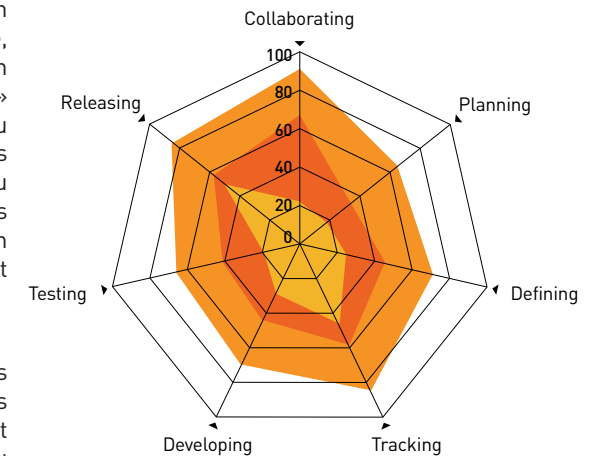 Collaborating
100
80
60
40
20
0
Releasing
Planning
Testing
Defining
Developing
Tracking
n
,
n
»
u
s
u
s
n
t
s
s
t